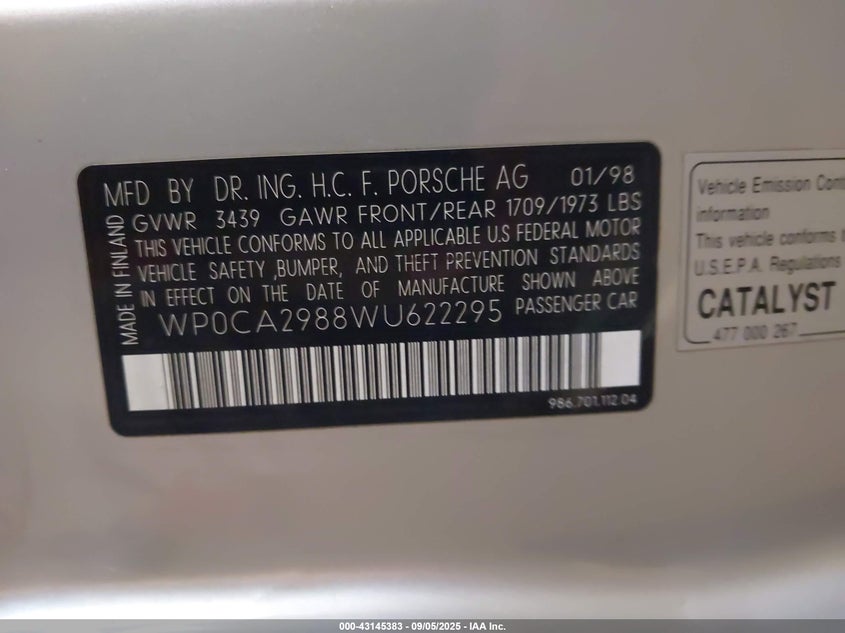 MFD BY DR. ING. H.C. F. PORSCHE AG 01/98
GVWR 3439 GAWR FRONT/REAR 1709/1973 LBS
THIS VEHICLE CONFORMS TO ALL APPLICABLE U.S FEDERAL MOTOR
VEHICLE SAFETY ,BUMPER, AND THEFT PREVENTION STANDARDS
IN EFFECT ON THE DATE OF MANUFACTURE SHOWN ABOVE
WP0CA2988WU622295 PASSENGER CAR
MADE IN FINLAND
986.701.112.04
Vehicle Emission Cont
information
This vehicle conforms
U.S.E.P.A. Regulations
CATALYST
477 000 267
000-43145383 - 09/05/2025 - IAA Inc.